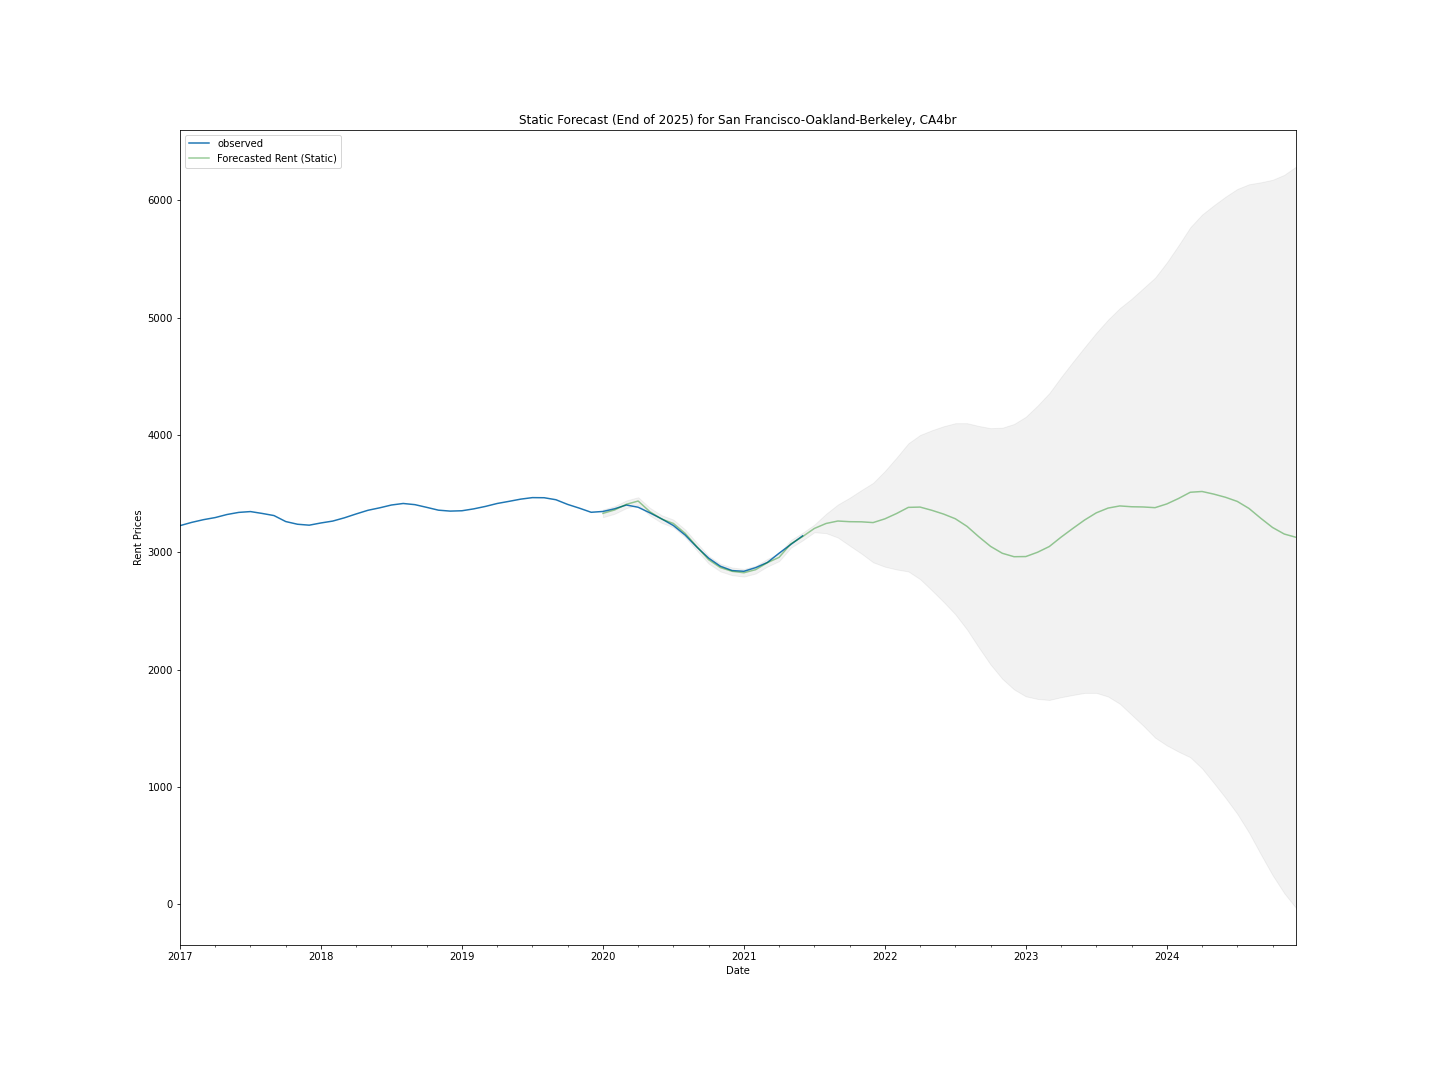 Static Forecast (End of 2025) for San Francisco-Oakland-Berkeley, CA4br
observed
Forecasted Rent (Static)
6000
5000
4000
3000
2000
1000
0
Rent Prices
2017 2018 2019 2020 2021 2022 2023 2024
Date